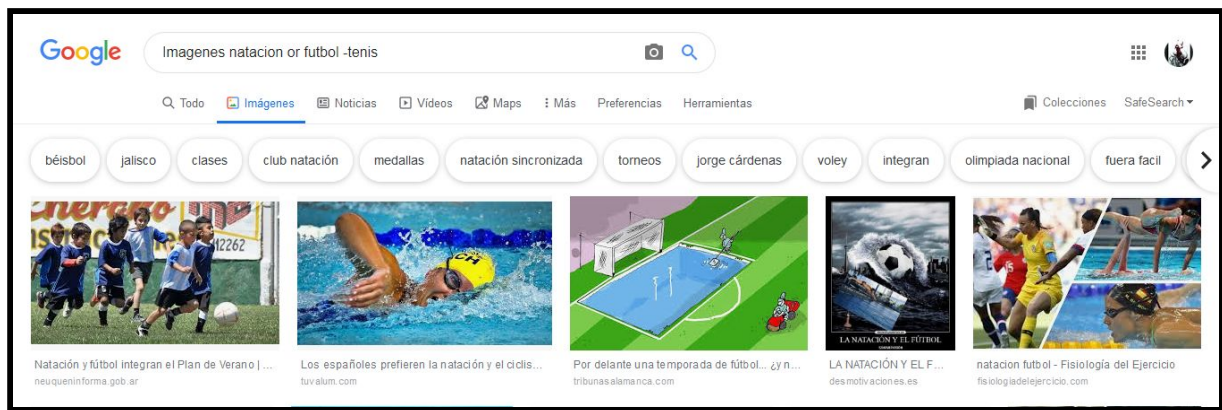 Google
Imagenes natacion or futbol -tenis
Todo Imágenes Noticias Vídeos Maps Más Preferencias Herramientas Colecciones SafeSearch
béisbol jalisco clases club natación medallas natación sincronizada torneos jorge cárdenas voley integran olimpiada nacional fuera facil
12262
CH
LA NATACIÓN Y EL FÚTBOL
Natación y fútbol integran el Plan de Verano | ...
Los españoles prefieren la natación y el ciclis...
Por delante una temporada de fútbol... ¿y n...
LA NATACIÓN Y EL F...
natacion futbol - Fisiología del Ejercicio
neuqueninforma.gob.ar
tuvalum.com
tribunasalamanca.com
desmotivaciones.es
fisiologiadelejercicio.com